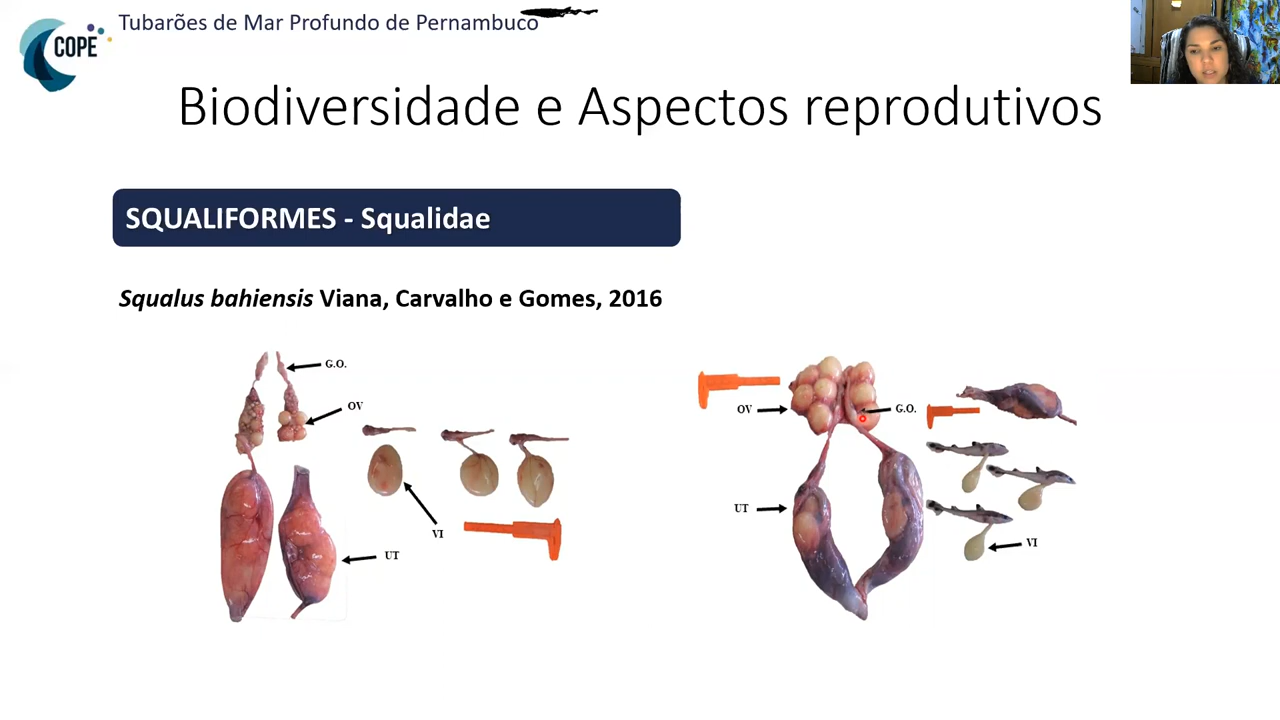 COPE
Tubarões de Mar Profundo de Pernambuco
Biodiversidade e Aspectos reprodutivos
SQUALIFORMES - Squalidae
Squalus bahiensis Viana, Carvalho e Gomes, 2016
G.O.
OV
VI
UT
OV
G.O.
UT
VI